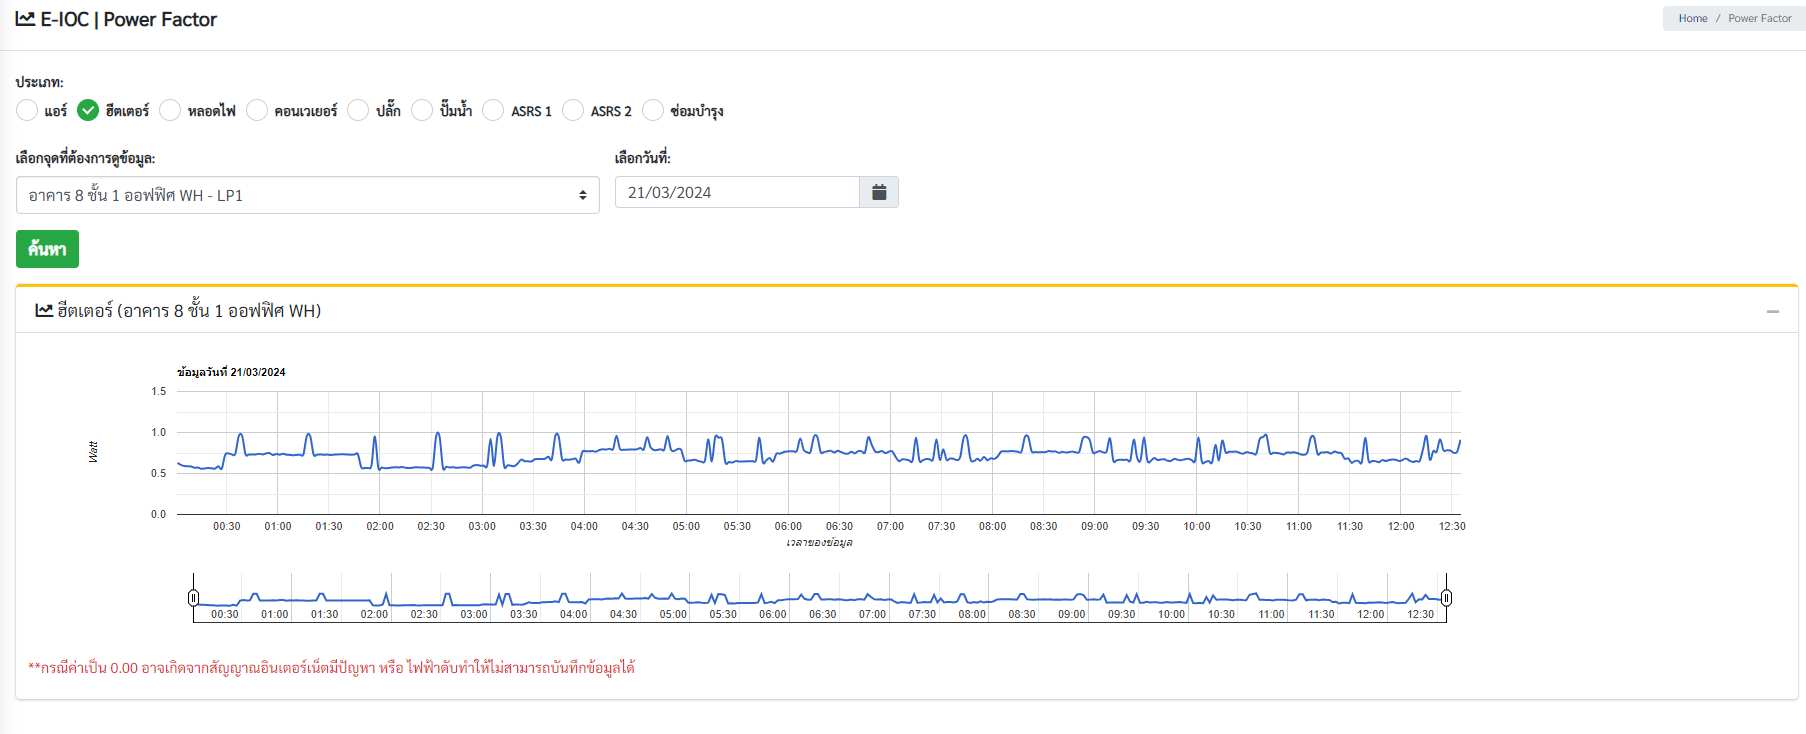 E-IOC | Power Factor
Home / Power Factor
ประเภท:
แอร์ ฮีตเตอร์ หลอดไฟ คอนเวเยอร์ ปลั๊ก ปั๊มน้ำ ASRS 1 ASRS 2 ซ่อมบำรุง
เลือกจุดที่ต้องการดูข้อมูล: เลือกวันที่:
อาคาร 8 ชั้น 1 ออฟฟิศ WH - LP1 21/03/2024
ค้นหา
ฮีตเตอร์ (อาคาร 8 ชั้น 1 ออฟฟิศ WH)
ข้อมูลวันที่ 21/03/2024
1.5
1.0
Watt
0.5
0.0
00:30 01:00 01:30 02:00 02:30 03:00 03:30 04:00 04:30 05:00 05:30 06:00 06:30 07:00 07:30 08:00 08:30 09:00 09:30 10:00 10:30 11:00 11:30 12:00 12:30
เวลาของข้อมูล
00:30 01:00 01:30 02:00 02:30 03:00 03:30 04:00 04:30 05:00 05:30 06:00 06:30 07:00 07:30 08:00 08:30 09:00 09:30 10:00 10:30 11:00 11:30 12:00 12:30
**กรณีค่าเป็น 0.00 อาจเกิดจากสัญญาณอินเตอร์เน็ตมีปัญหา หรือ ไฟฟ้าดับทำให้ไม่สามารถบันทึกข้อมูลได้